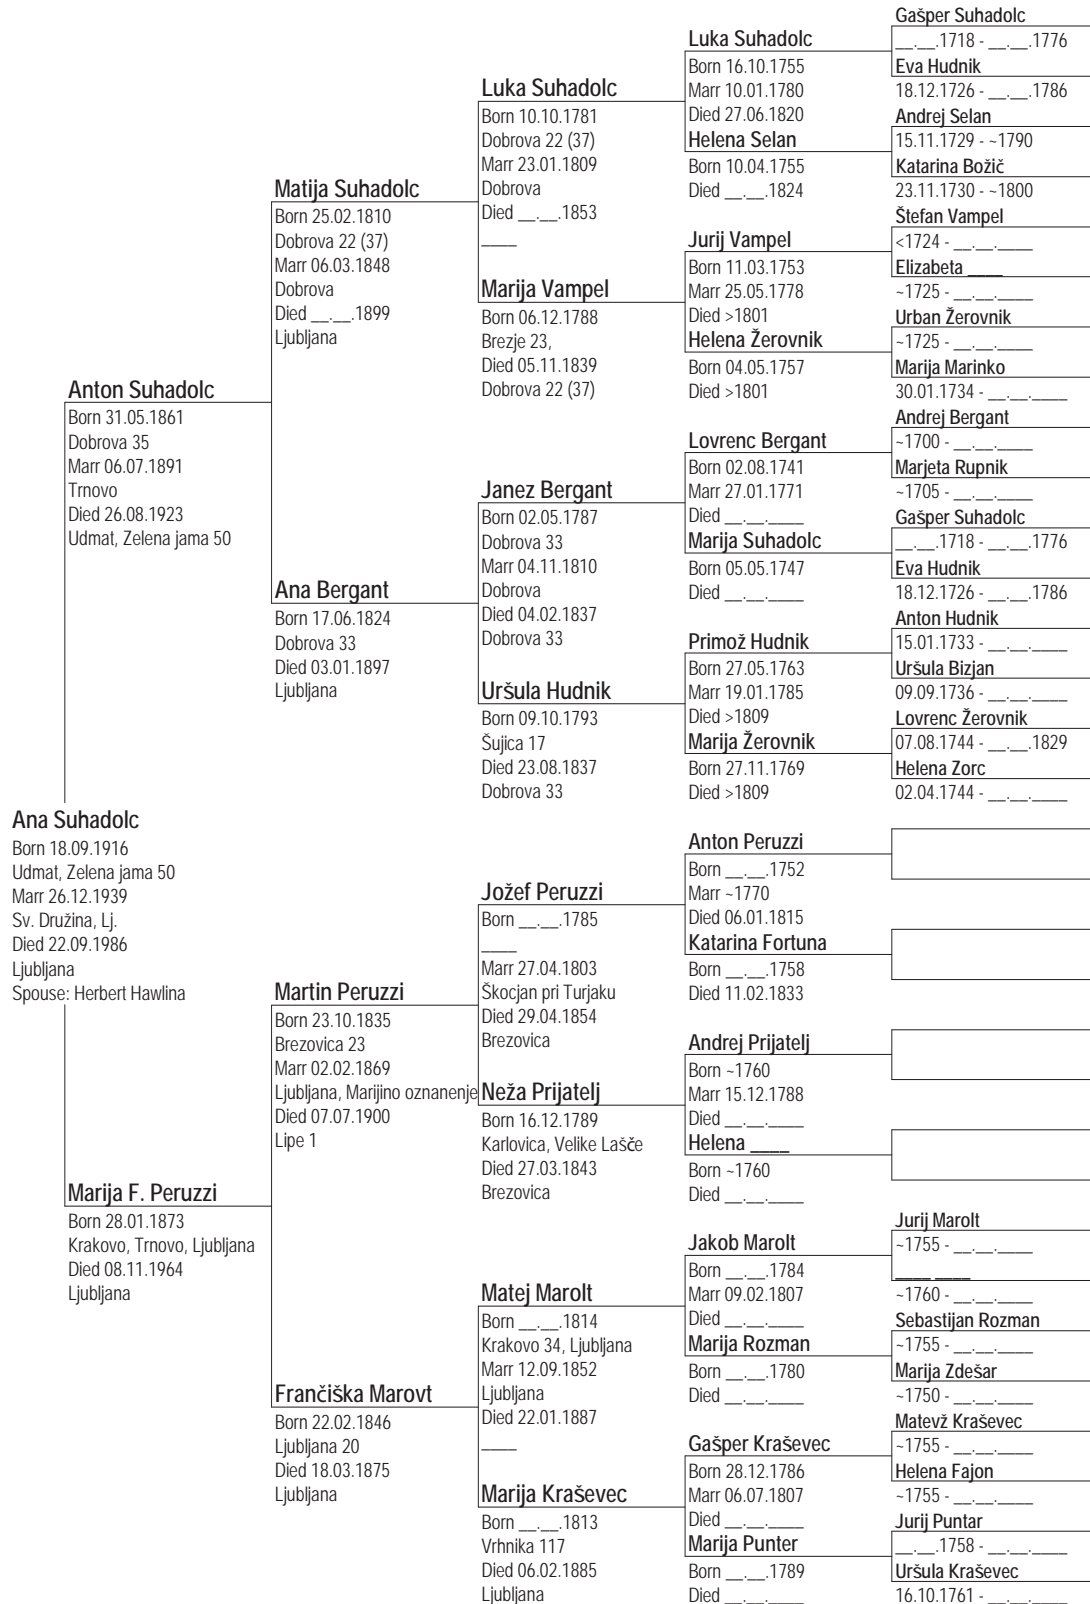 Ana Suhadolc
Born 18.09.1916
Udmat, Zelena jama 50
Marr 26.12.1939
Sv. Družina, Lj.
Died 22.09.1986
Ljubljana
Spouse: Herbert Hawlina
Anton Suhadolc
Born 31.05.1861
Dobrova 35
Marr 06.07.1891
Trnovo
Died 26.08.1923
Udmat, Zelena jama 50
Marija F. Peruzzi
Born 28.01.1873
Krakovo, Trnovo, Ljubljana
Died 08.11.1964
Ljubljana
Matija Suhadolc
Born 25.02.1810
Dobrova 22 (37)
Marr 06.03.1848
Dobrova
Died __.__.1899
Ljubljana
Ana Bergant
Born 17.06.1824
Dobrova 33
Died 03.01.1897
Ljubljana
Martin Peruzzi
Born 23.10.1835
Brezovica 23
Marr 02.02.1869
Ljubljana, Marijino oznanenje
Died 07.07.1900
Lipe 1
Frančiška Marovt
Born 22.02.1846
Ljubljana 20
Died 18.03.1875
Ljubljana
Luka Suhadolc
Born 10.10.1781
Dobrova 22 (37)
Marr 23.01.1809
Dobrova
Died __.__.1853
____
Marija Vampel
Born 06.12.1788
Brezje 23,
Died 05.11.1839
Dobrova 22 (37)
Janez Bergant
Born 02.05.1787
Dobrova 33
Marr 04.11.1810
Dobrova
Died 04.02.1837
Dobrova 33
Uršula Hudnik
Born 09.10.1793
Šujica 17
Died 23.08.1837
Dobrova 33
Jožef Peruzzi
Born __.__.1785
____
Marr 27.04.1803
Škocjan pri Turjaku
Died 29.04.1854
Brezovica
Neža Prijatelj
Born 16.12.1789
Karlovica, Velike Lašče
Died 27.03.1843
Brezovica
Matej Marolt
Born __.__.1814
Krakovo 34, Ljubljana
Marr 12.09.1852
Ljubljana
Died 22.01.1887
____
Marija Kraševec
Born __.__.1813
Vrhnika 117
Died 06.02.1885
Ljubljana
Luka Suhadolc
Born 16.10.1755
Marr 10.01.1780
Died 27.06.1820
Helena Selan
Born 10.04.1755
Died __.__.1824
Jurij Vampel
Born 11.03.1753
Marr 25.05.1778
Died >1801
Helena Žerovnik
Born 04.05.1757
Died >1801
Lovrenc Bergant
Born 02.08.1741
Marr 27.01.1771
Died __.__.____
Marija Suhadolc
Born 05.05.1747
Died __.__.____
Primož Hudnik
Born 27.05.1763
Marr 19.01.1785
Died >1809
Marija Žerovnik
Born 27.11.1769
Died >1809
Anton Peruzzi
Born __.__.1752
Marr ~1770
Died 06.01.1815
Katarina Fortuna
Born __.__.1758
Died 11.02.1833
Andrej Prijatelj
Born ~1760
Marr 15.12.1788
Died __.__.____
Helena ____
Born ~1760
Died __.__.____
Jakob Marolt
Born __.__.1784
Marr 09.02.1807
Died __.__.____
Marija Rozman
Born __.__.1780
Died __.__.____
Gašper Kraševec
Born 28.12.1786
Marr 06.07.1807
Died __.__.____
Marija Punter
Born __.__.1789
Died __.__.____
Gašper Suhadolc
__.__.1718 - __.__.1776
Eva Hudnik
18.12.1726 - __.__.1786
Andrej Selan
15.11.1729 - ~1790
Katarina Božič
23.11.1730 - ~1800
Štefan Vampel
<1724 - __.__.____
Elizabeta ____
~1725 - __.__.____
Urban Žerovnik
~1725 - __.__.____
Marija Marinko
30.01.1734 - __.__.____
Andrej Bergant
~1700 - __.__.____
Marjeta Rupnik
~1705 - __.__.____
Gašper Suhadolc
__.__.1718 - __.__.1776
Eva Hudnik
18.12.1726 - __.__.1786
Anton Hudnik
15.01.1733 - __.__.____
Uršula Bizjan
09.09.1736 - __.__.____
Lovrenc Žerovnik
07.08.1744 - __.__.1829
Helena Zorc
02.04.1744 - __.__.____
Jurij Marolt
~1755 - __.__.____
____ ____
~1760 - __.__.____
Sebastijan Rozman
~1755 - __.__.____
Marija Zdešar
~1750 - __.__.____
Matevž Kraševec
~1755 - __.__.____
Helena Fajon
~1755 - __.__.____
Jurij Puntar
__.__.1758 - __.__.____
Uršula Kraševec
16.10.1761 - __.__.____